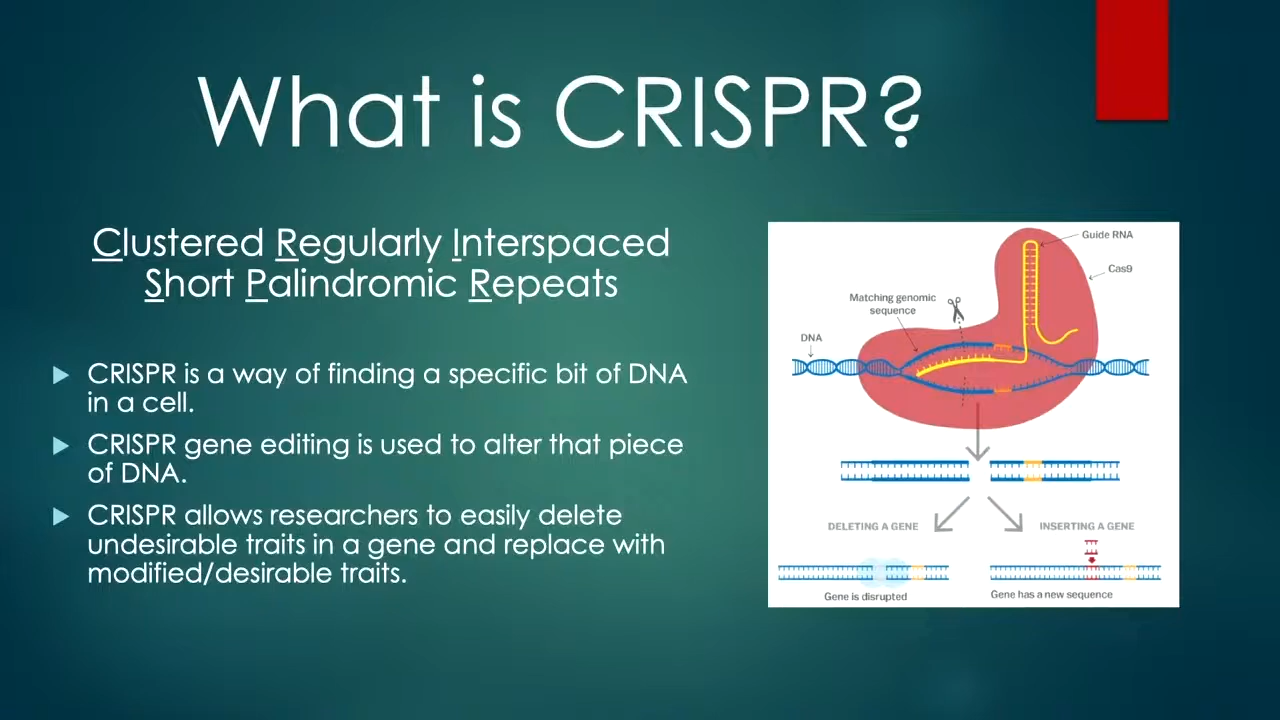 What is CRISPR?
Clustered Regularly Interspaced
Short Palindromic Repeats
CRISPR is a way of finding a specific bit of DNA
in a cell.
CRISPR gene editing is used to alter that piece
of DNA.
CRISPR allows researchers to easily delete
undesirable traits in a gene and replace with
modified/desirable traits.
Guide RNA
Cas9
Matching genomic
sequence
DNA
DELETING A GENE
INSERTING A GENE
Gene is disrupted
Gene has a new sequence